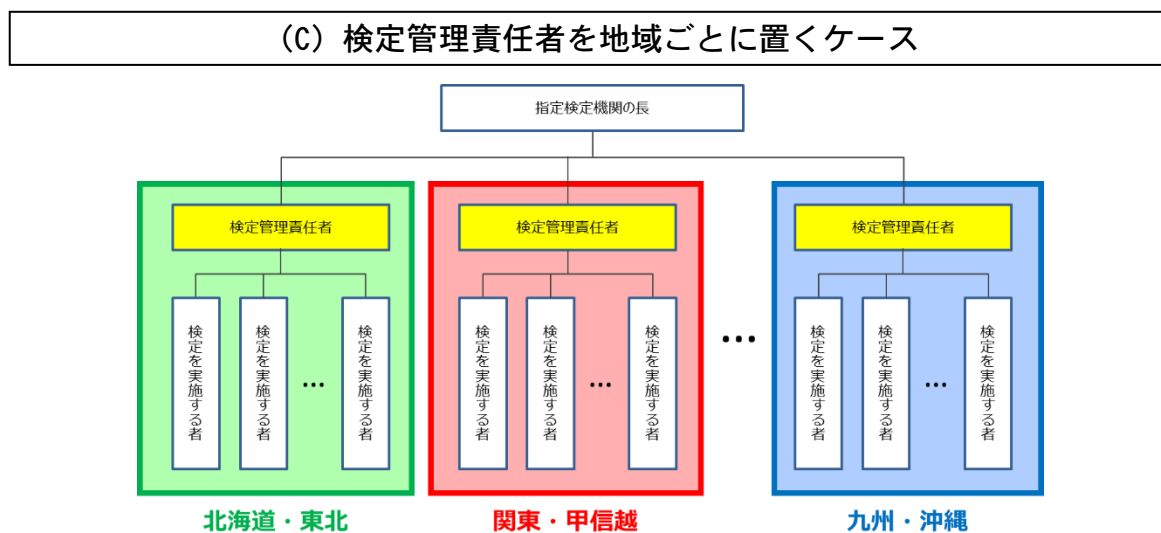 （C）検定管理責任者を地域ごとに置くケース
指定検定機関の長
検定管理責任者
検定管理責任者
検定管理責任者
検定を実施する者
検定を実施する者
…
検定を実施する者
検定を実施する者
検定を実施する者
…
検定を実施する者
…
検定を実施する者
検定を実施する者
…
検定を実施する者
北海道・東北
関東・甲信越
九州・沖縄